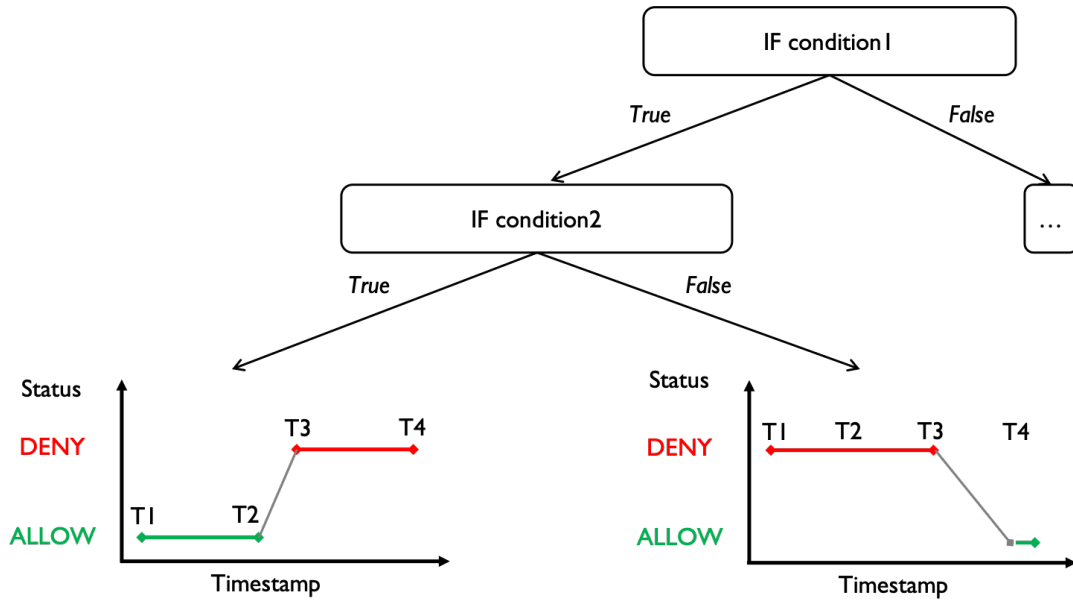 IF condition1
True
False
IF condition2
...
True
False
Status
DENY
T3
T4
T1
T2
ALLOW
Timestamp
Status
DENY
T1
T2
T3
T4
ALLOW
Timestamp